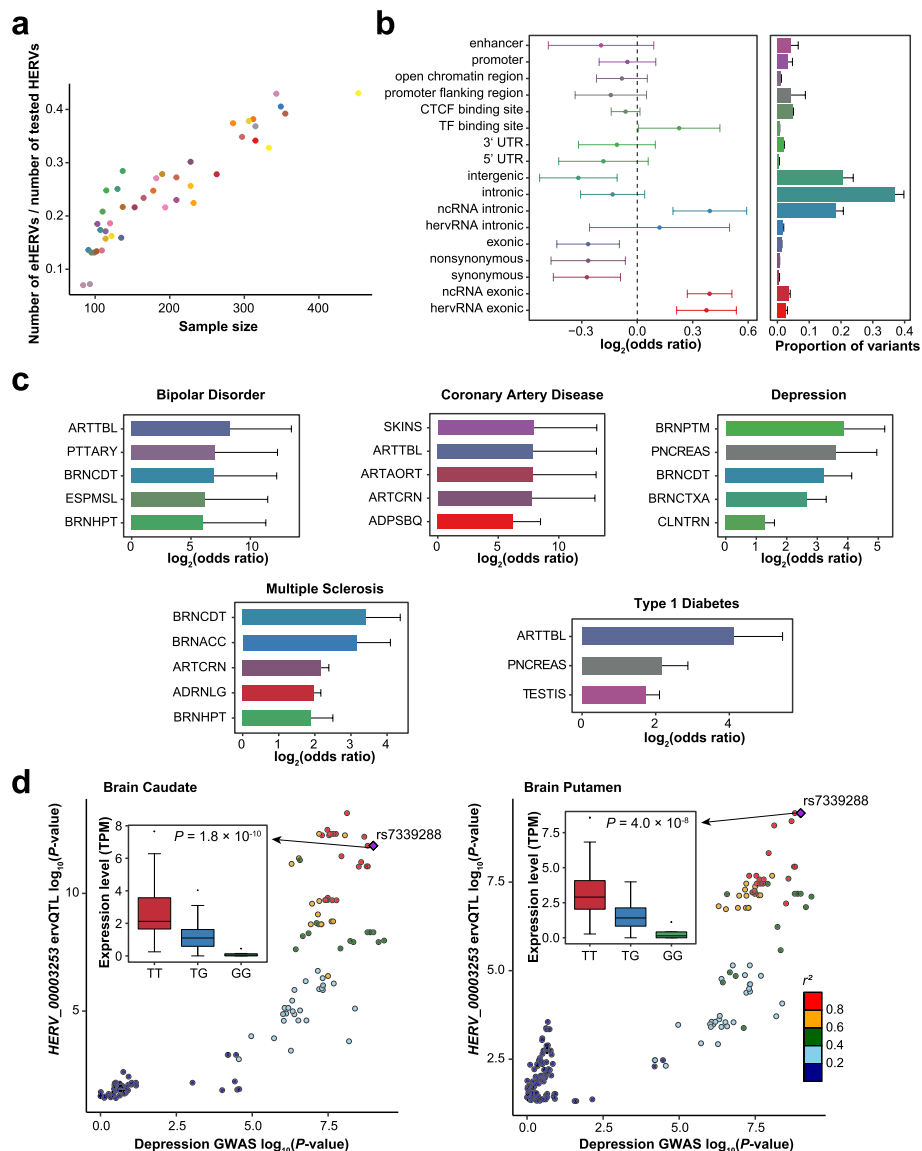 a
Number of eHERVs / number of tested HERVs
0.4
0.3
0.2
0.1
100
200
300
400
Sample size
b
enhancer
promoter
open chromatin region
promoter flanking region
CTCF binding site
TF binding site
3' UTR
5' UTR
intergenic
intronic
ncRNA intronic
hervRNA intronic
exonic
nonsynonymous
synonymous
ncRNA exonic
hervRNA exonic
−0.3 0.0 0.3 0.6
log2(odds ratio)
0.0 0.1 0.2 0.3 0.4
Proportion of variants
c
Bipolar Disorder
ARTTBL
PTTARY
BRNCDT
ESPMSL
BRNHPT
0 5 10
log2(odds ratio)
Coronary Artery Disease
SKINS
ARTTBL
ARTAORT
ARTCRN
ADPSBQ
0 5 10
log2(odds ratio)
Depression
BRNPTM
PNCREAS
BRNCDT
BRNCTXA
CLNTRN
0 1 2 3 4 5
log2(odds ratio)
Multiple Sclerosis
BRNCDT
BRNACC
ARTCRN
ADRNLG
BRNHPT
0 1 2 3 4
log2(odds ratio)
Type 1 Diabetes
ARTTBL
PNCREAS
TESTIS
0 2 4
log2(odds ratio)
d
Brain Caudate
HERV_00003253 ervQTL log10(P-value)
10
5
Expression level (TPM)
8
6
4
2
0
P = 1.8 × 10-10
TT TG GG
rs7339288
0.0 2.5 5.0 7.5
Depression GWAS log10(P-value)
Brain Putamen
HERV_00003253 ervQTL log10(P-value)
7.5
5.0
2.5
Expression level (TPM)
7.5
5.0
2.5
0.0
P = 4.0 × 10-8
TT TG GG
rs7339288
r2
0.8
0.6
0.4
0.2
0.0 2.5 5.0 7.5
Depression GWAS log10(P-value)